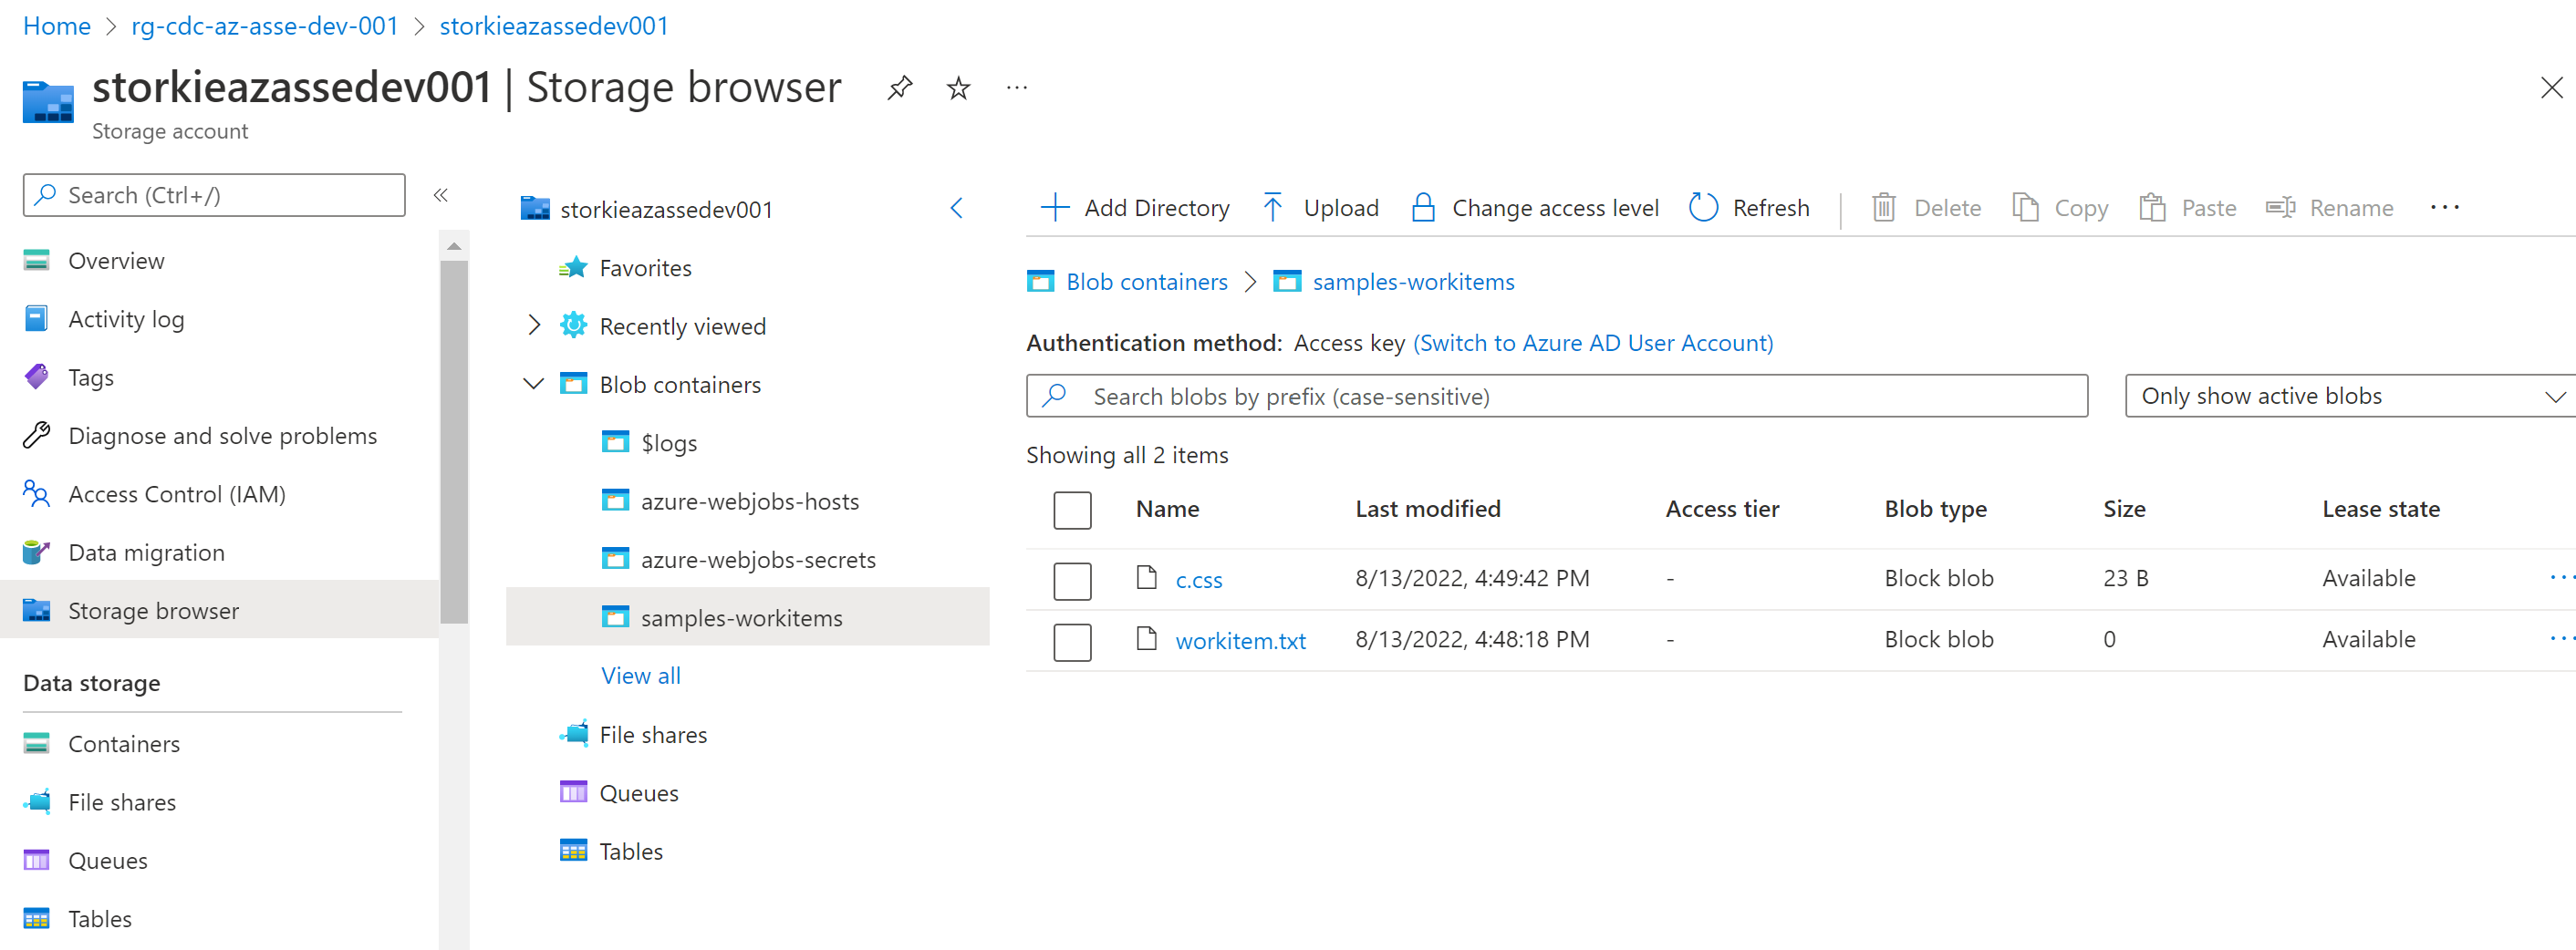 Home > rg-cdc-az-asse-dev-001 > storkieazassedev001
storkieazassedev001 | Storage browser
Storage account
Search (Ctrl+/)
Overview
Activity log
Tags
Diagnose and solve problems
Access Control (IAM)
Data migration
Storage browser
Data storage
Containers
File shares
Queues
Tables
storkieazassedev001
Favorites
Recently viewed
Blob containers
$logs
azure-webjobs-hosts
azure-webjobs-secrets
samples-workitems
View all
File shares
Queues
Tables
Add Directory Upload Change access level Refresh Delete Copy Paste Rename ...
Blob containers > samples-workitems
Authentication method: Access key (Switch to Azure AD User Account)
Search blobs by prefix (case-sensitive) Only show active blobs
Showing all 2 items
Name Last modified Access tier Blob type Size Lease state
c.css 8/13/2022, 4:49:42 PM - Block blob 23 B Available
workitem.txt 8/13/2022, 4:48:18 PM - Block blob 0 Available